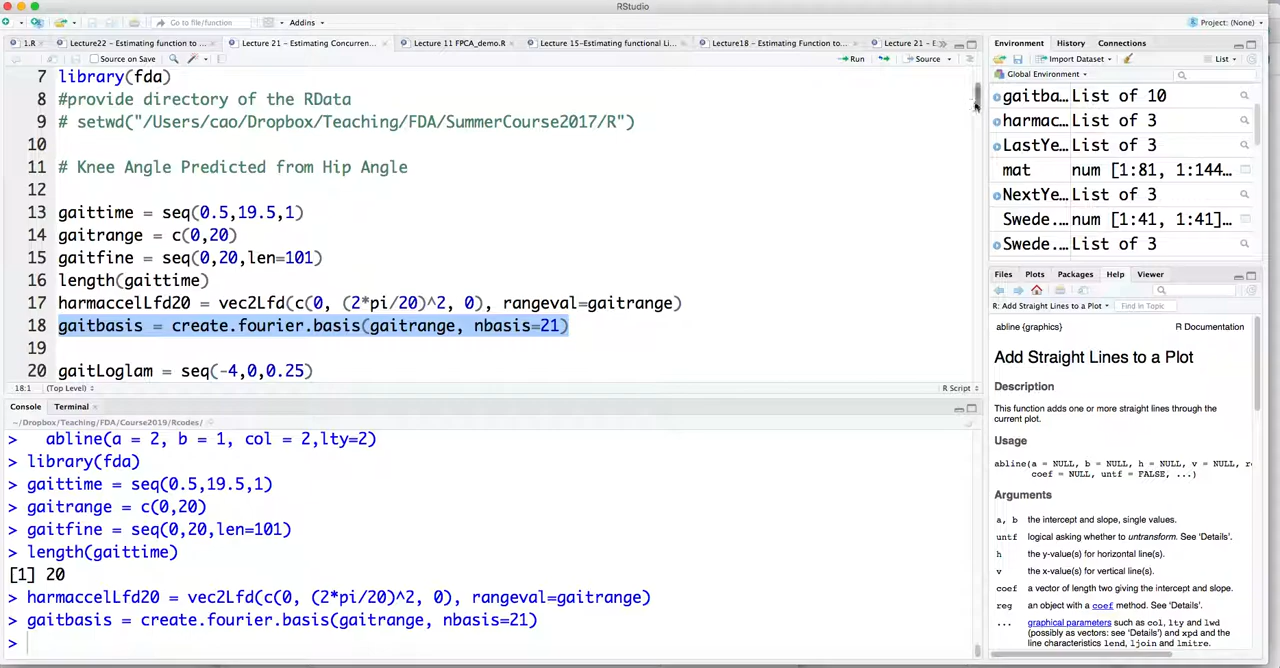 RStudio
Go to file/function
Addins
Project: (None)
1.R
Lecture22 - Estimating function to ...
Lecture 21 - Estimating Concurren...
Lecture 11 FPCA_demo.R
Lecture 15-Estimating functional Li...
Lecture18 - Estimating Function to...
Lecture 21 - E
Source on Save
Run
Source
7 library(fda)
8 #provide directory of the RData
9 # setwd("/Users/cao/Dropbox/Teaching/FDA/SummerCourse2017/R")
10
11 # Knee Angle Predicted from Hip Angle
12
13 gaittime = seq(0.5,19.5,1)
14 gaitrange = c(0,20)
15 gaitfine = seq(0,20,len=101)
16 length(gaittime)
17 harmaccelLfd20 = vec2Lfd(c(0, (2*pi/20)^2, 0), rangeval=gaitrange)
18 gaitbasis = create.fourier.basis(gaitrange, nbasis=21)
19
20 gaitLoglam = seq(-4,0,0.25)
18:1 (Top Level)
R Script
Console Terminal
~/Dropbox/Teaching/FDA/Course2019/Rcodes/
> abline(a = 2, b = 1, col = 2,lty=2)
> library(fda)
> gaittime = seq(0.5,19.5,1)
> gaitrange = c(0,20)
> gaitfine = seq(0,20,len=101)
> length(gaittime)
[1] 20
> harmaccelLfd20 = vec2Lfd(c(0, (2*pi/20)^2, 0), rangeval=gaitrange)
> gaitbasis = create.fourier.basis(gaitrange, nbasis=21)
>
Environment History Connections
Import Dataset
List
Global Environment
gaitba... List of 10
harmac... List of 3
LastYe... List of 3
mat num [1:81, 1:144...
NextYe... List of 3
Swede.... num [1:41, 1:41]...
Swede.... List of 3
Files Plots Packages Help Viewer
R: Add Straight Lines to a Plot
Find in Topic
abline {graphics} R Documentation
Add Straight Lines to a Plot
Description
This function adds one or more straight lines through the
current plot.
Usage
abline(a = NULL, b = NULL, h = NULL, v = NULL, re
coef = NULL, untf = FALSE, ...)
Arguments
a, b the intercept and slope, single values.
untf logical asking whether to untransform. See ‘Details’.
h the y-value(s) for horizontal line(s).
v the x-value(s) for vertical line(s).
coef a vector of length two giving the intercept and slope.
reg an object with a coef method. See ‘Details’.
... graphical parameters such as col, lty and lwd
(possibly as vectors: see ‘Details’) and xpd and the
line characteristics lend, ljoin and lmitre.